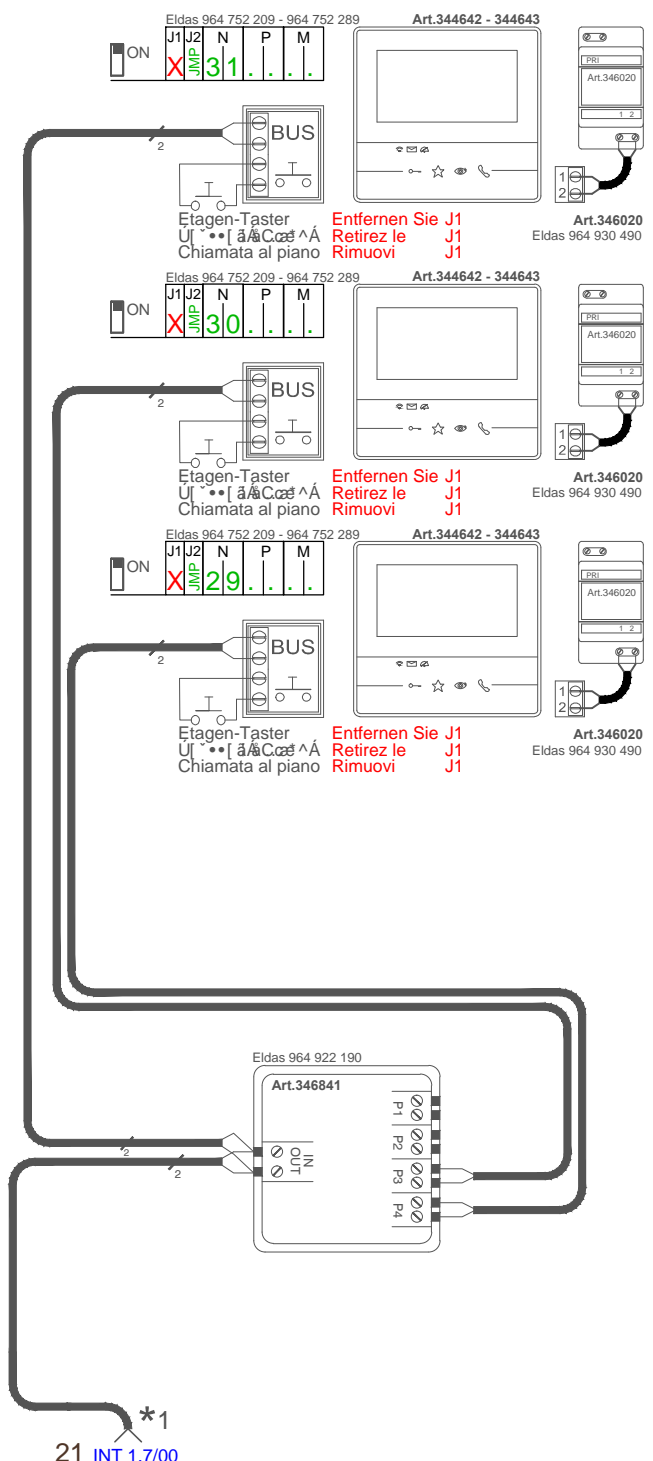 Eldas 964 752 209 - 964 752 289 Art.344642 - 344643
ON J1 J2 N P M
X JMP 3 1 . . . .
PRI
Art.346020
1 2
BUS
2
1
2
Etagen-Taster Entfernen Sie J1
Retirez le J1
Chiamata al piano Rimuovi J1
Art.346020
Eldas 964 930 490
Eldas 964 752 209 - 964 752 289 Art.344642 - 344643
ON J1 J2 N P M
X JMP 3 0 . . . .
PRI
Art.346020
1 2
BUS
2
1
2
Etagen-Taster Entfernen Sie J1
Retirez le J1
Chiamata al piano Rimuovi J1
Art.346020
Eldas 964 930 490
Eldas 964 752 209 - 964 752 289 Art.344642 - 344643
ON J1 J2 N P M
X JMP 2 9 . . . .
PRI
Art.346020
1 2
BUS
2
1
2
Etagen-Taster Entfernen Sie J1
Retirez le J1
Chiamata al piano Rimuovi J1
Art.346020
Eldas 964 930 490
Eldas 964 922 190
Art.346841
P1
P2
P3
P4
IN
OUT
2
2
*1
21 INT 1.7/00